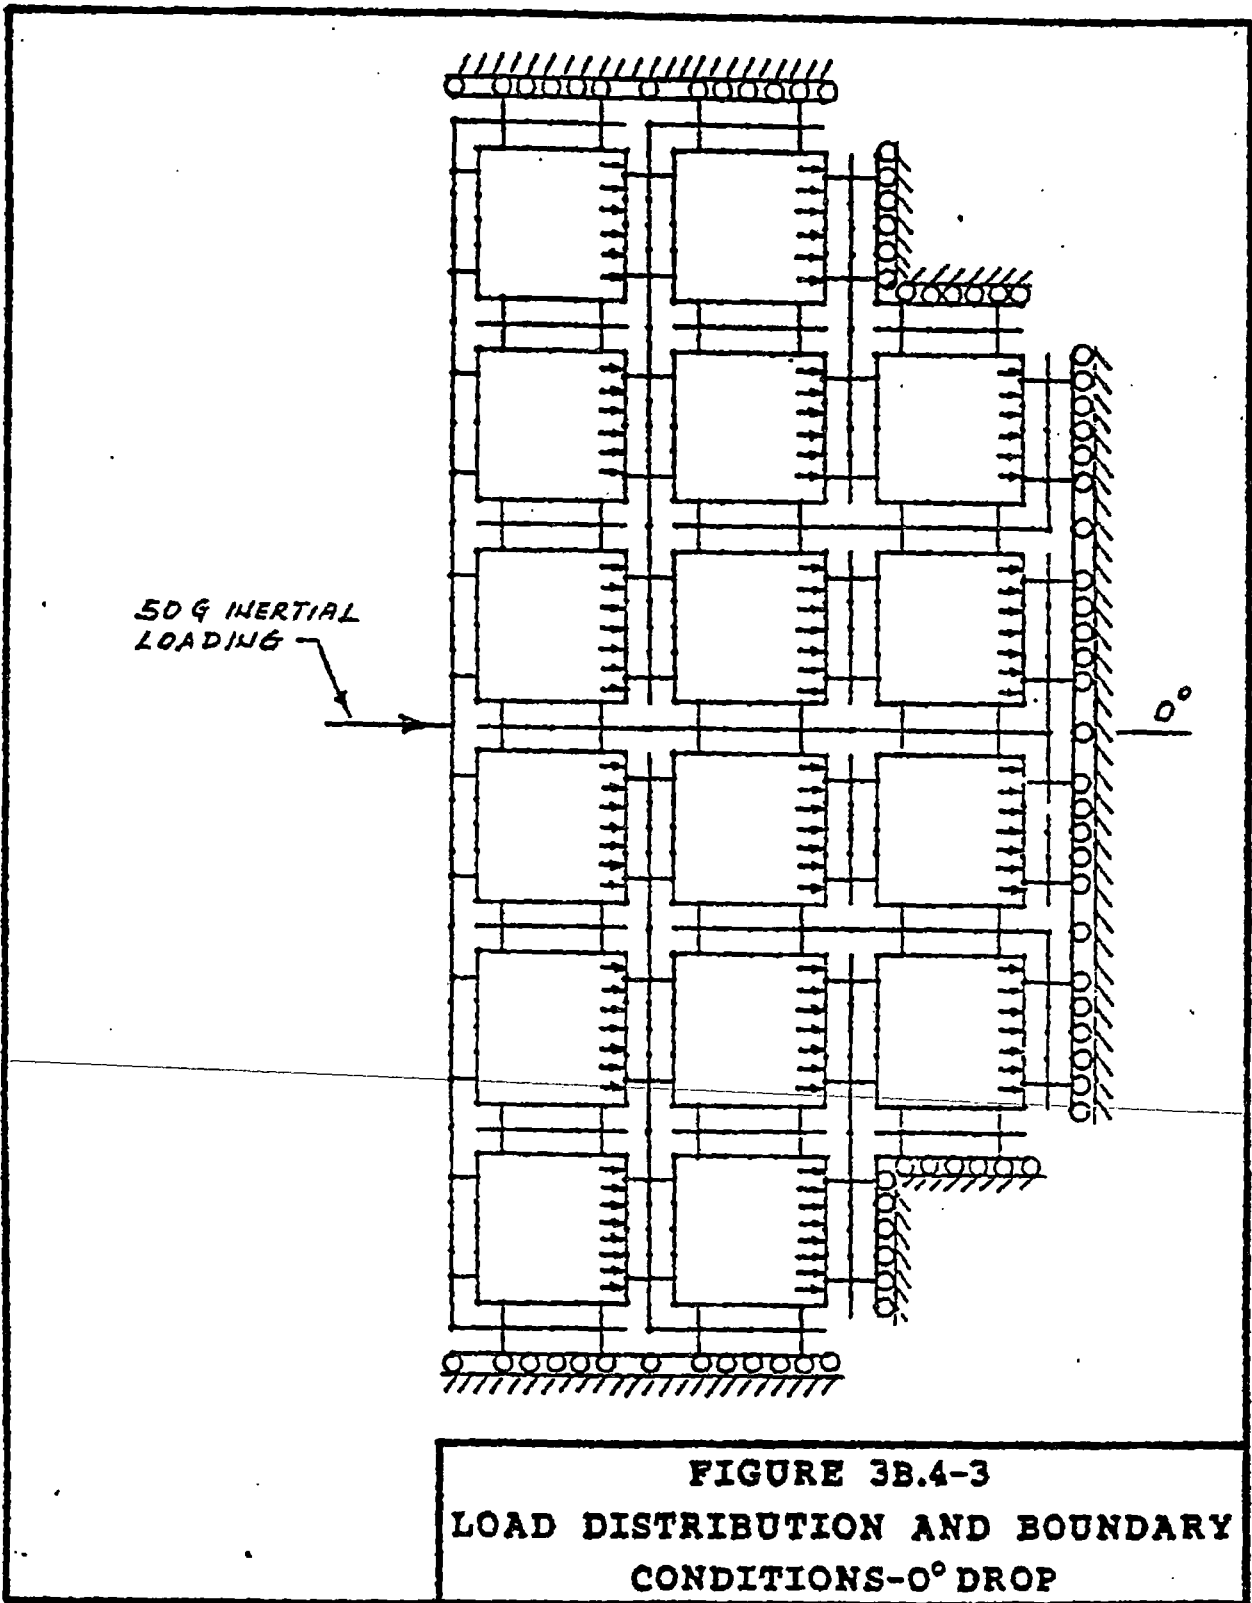 50 G INERTIAL
LOADING
0°
FIGURE 3B.4-3
LOAD DISTRIBUTION AND BOUNDARY
CONDITIONS-0° DROP